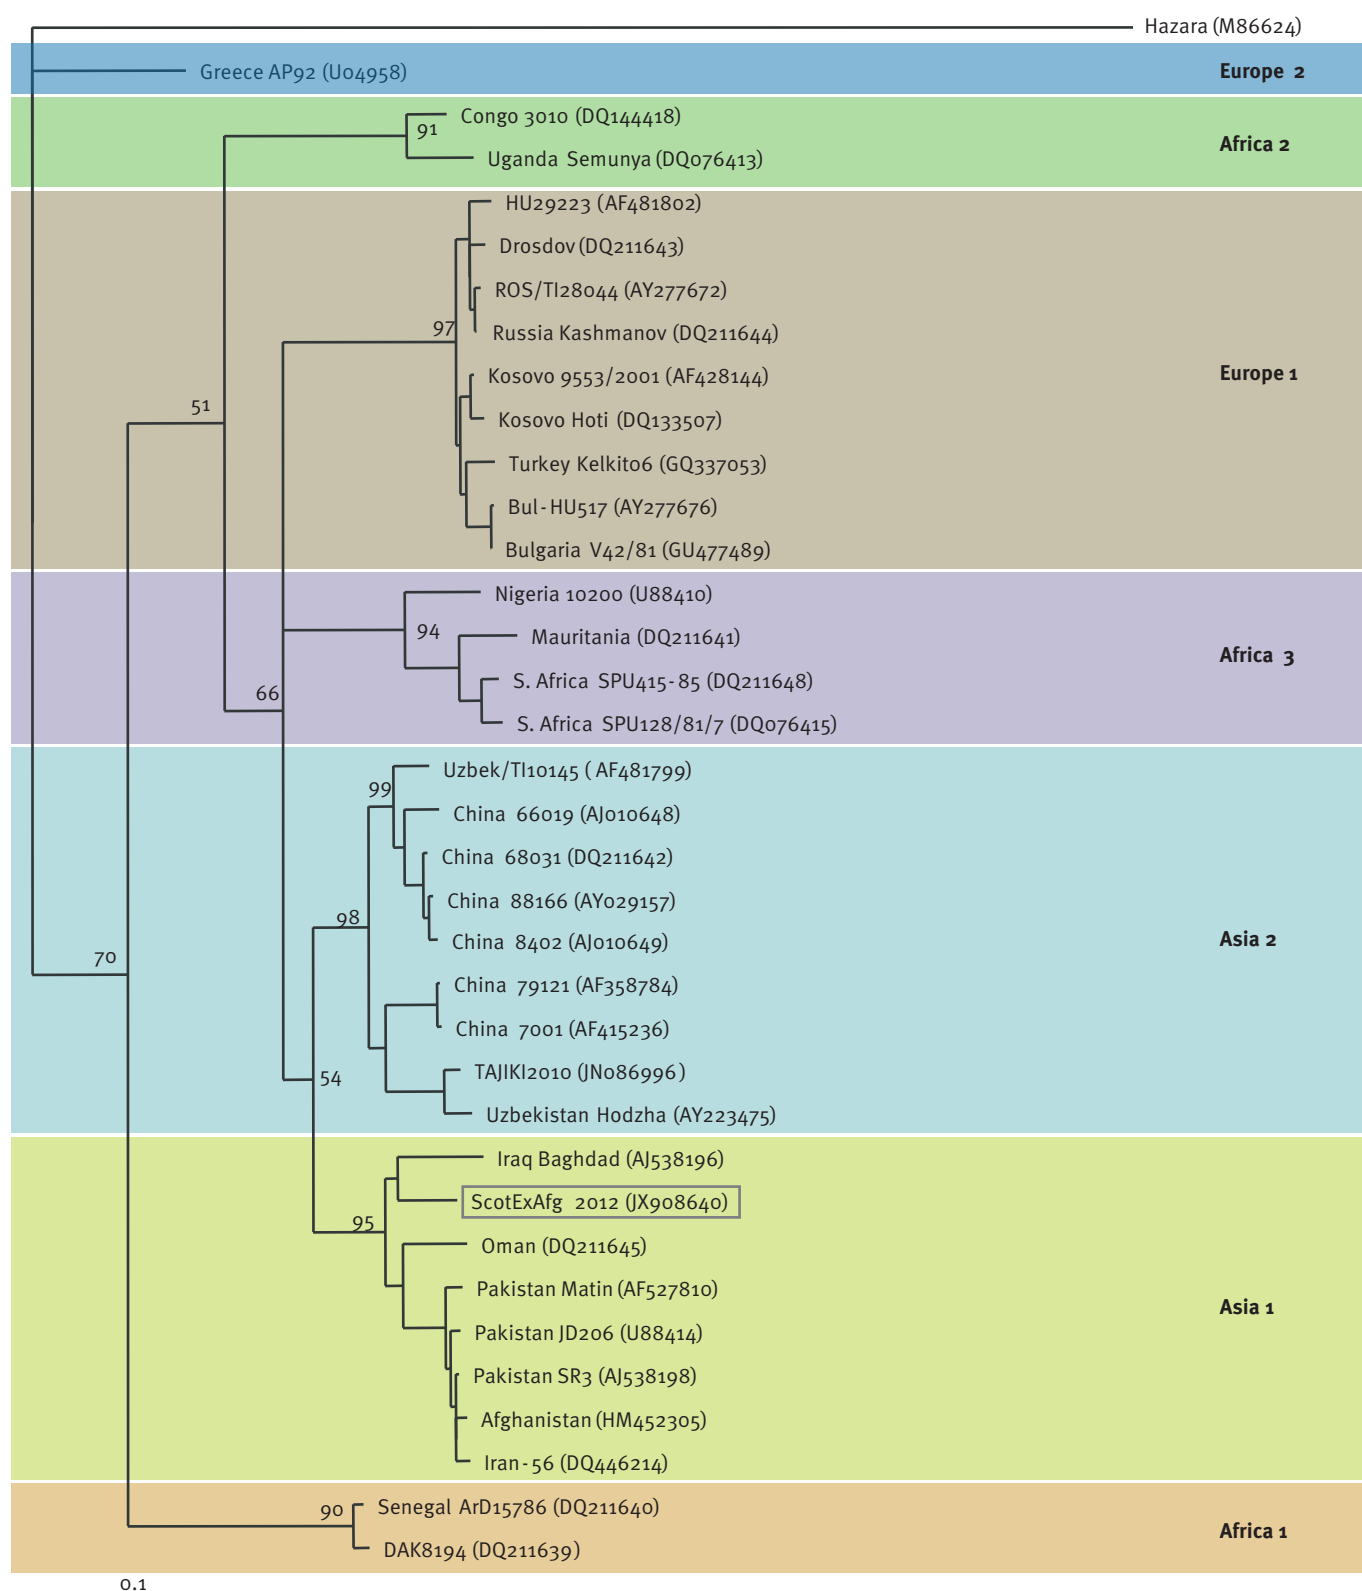 Hazara (M86624)
Greece AP92 (U04958)
Europe 2
Congo 3010 (DQ144418)
91
Uganda Semunya (DQ076413)
Africa 2
HU29223 (AF481802)
Drosdov (DQ211643)
ROS/TI28044 (AY277672)
97
Russia Kashmanov (DQ211644)
Kosovo 9553/2001 (AF428144)
Europe 1
51
Kosovo Hoti (DQ133507)
Turkey Kelkit06 (GQ337053)
Bul-HU517 (AY277676)
Bulgaria V42/81 (GU477489)
Nigeria 10200 (U88410)
94
Mauritania (DQ211641)
Africa 3
S. Africa SPU415-85 (DQ211648)
66
S. Africa SPU128/81/7 (DQ076415)
Uzbek/TI10145 ( AF481799)
99
China 66019 (AJ010648)
China 68031 (DQ211642)
China 88166 (AY029157)
98
China 8402 (AJ010649)
Asia 2
70
China 79121 (AF358784)
China 7001 (AF415236)
TAJIKI2010 (JN086996)
54
Uzbekistan Hodzha (AY223475)
Iraq Baghdad (AJ538196)
ScotExAfg 2012 (JX908640)
95
Oman (DQ211645)
Pakistan Matin (AF527810)
Asia 1
Pakistan JD206 (U88414)
Pakistan SR3 (AJ538198)
Afghanistan (HM452305)
Iran-56 (DQ446214)
90
Senegal ArD15786 (DQ211640)
Africa 1
DAK8194 (DQ211639)
0.1